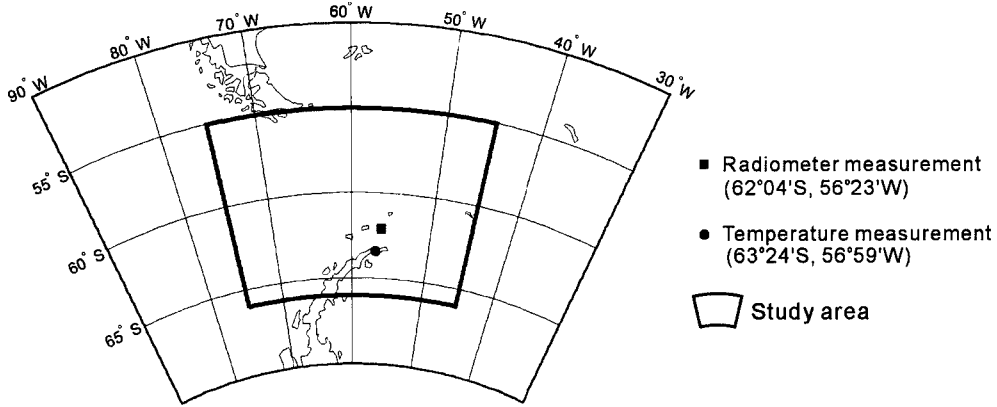 90° W
80° W
70° W
60° W
50° W
40° W
30° W
55° S
60° S
65° S
Radiometer measurement
(62°04'S, 56°23'W)
Temperature measurement
(63°24'S, 56°59'W)
Study area